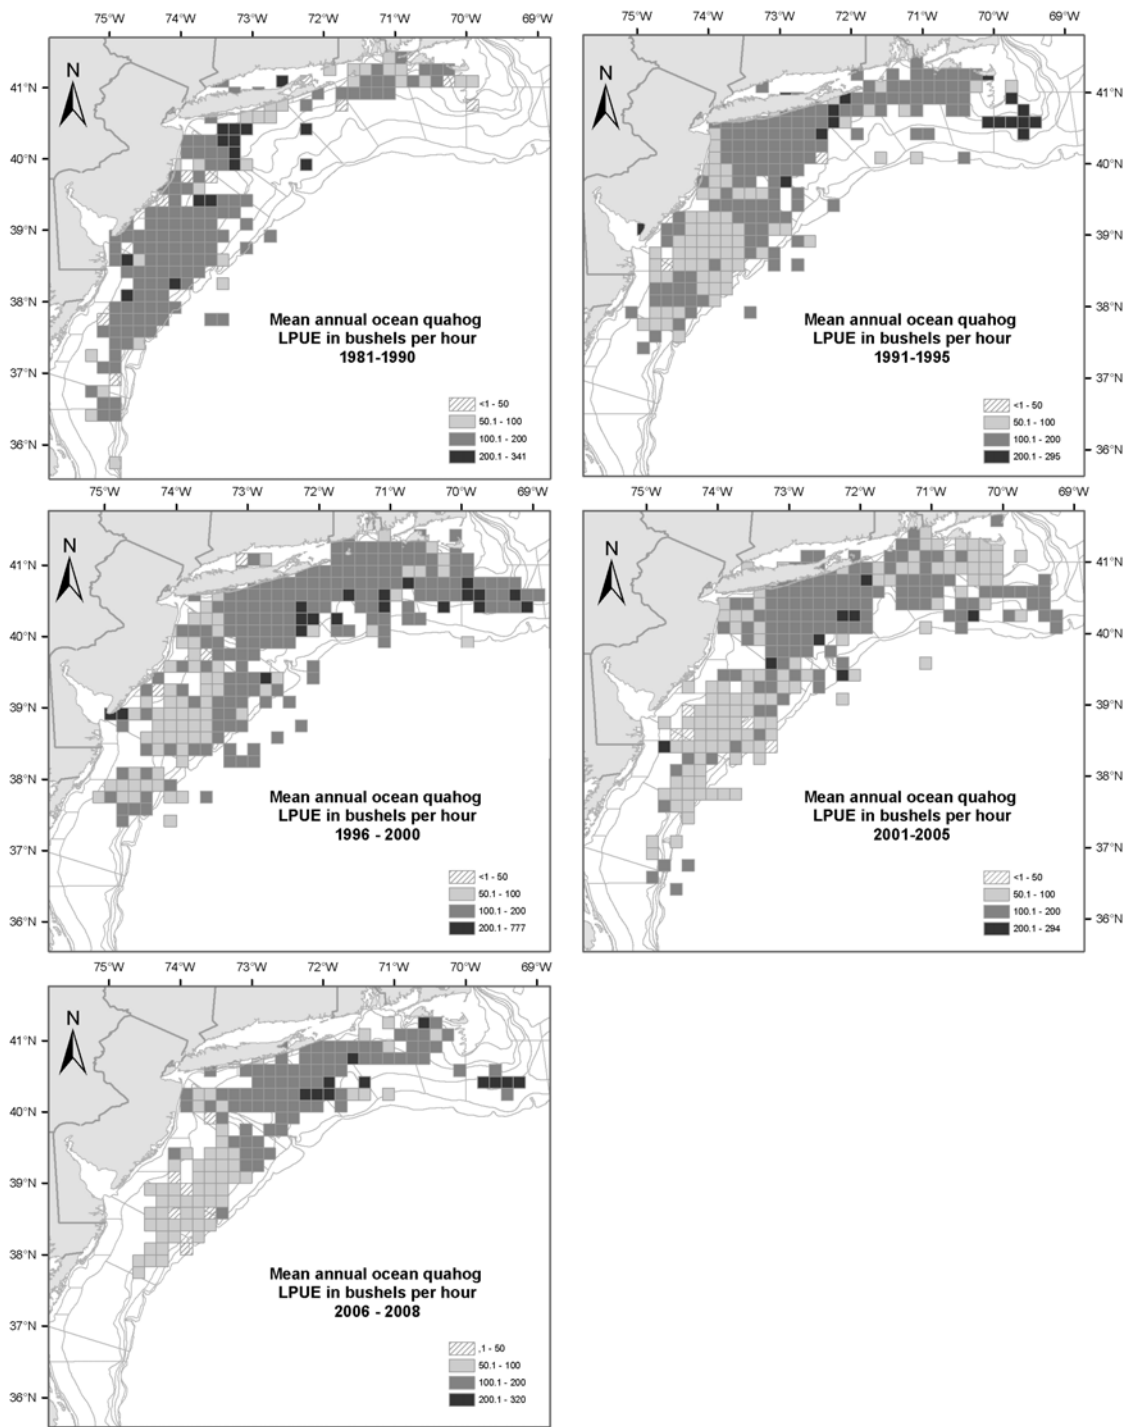 75°W 74°W 73°W 72°W 71°W 70°W 69°W
N
41°N
40°N
39°N
38°N
37°N
36°N
Mean annual ocean quahog
LPUE in bushels per hour
1981-1990
<1 - 50
50.1 - 100
100.1 - 200
200.1 - 341
75°W 74°W 73°W 72°W 71°W 70°W 69°W
N
41°N
40°N
39°N
38°N
37°N
36°N
Mean annual ocean quahog
LPUE in bushels per hour
1991-1995
<1 - 50
50.1 - 100
100.1 - 200
200.1 - 295
75°W 74°W 73°W 72°W 71°W 70°W 69°W
N
41°N
40°N
39°N
38°N
37°N
36°N
Mean annual ocean quahog
LPUE in bushels per hour
1996 - 2000
<1 - 50
50.1 - 100
100.1 - 200
200.1 - 777
75°W 74°W 73°W 72°W 71°W 70°W 69°W
N
41°N
40°N
39°N
38°N
37°N
36°N
Mean annual ocean quahog
LPUE in bushels per hour
2001-2005
<1 - 50
50.1 - 100
100.1 - 200
200.1 - 294
75°W 74°W 73°W 72°W 71°W 70°W 69°W
N
41°N
40°N
39°N
38°N
37°N
36°N
Mean annual ocean quahog
LPUE in bushels per hour
2006 - 2008
,1 - 50
50.1 - 100
100.1 - 200
200.1 - 320